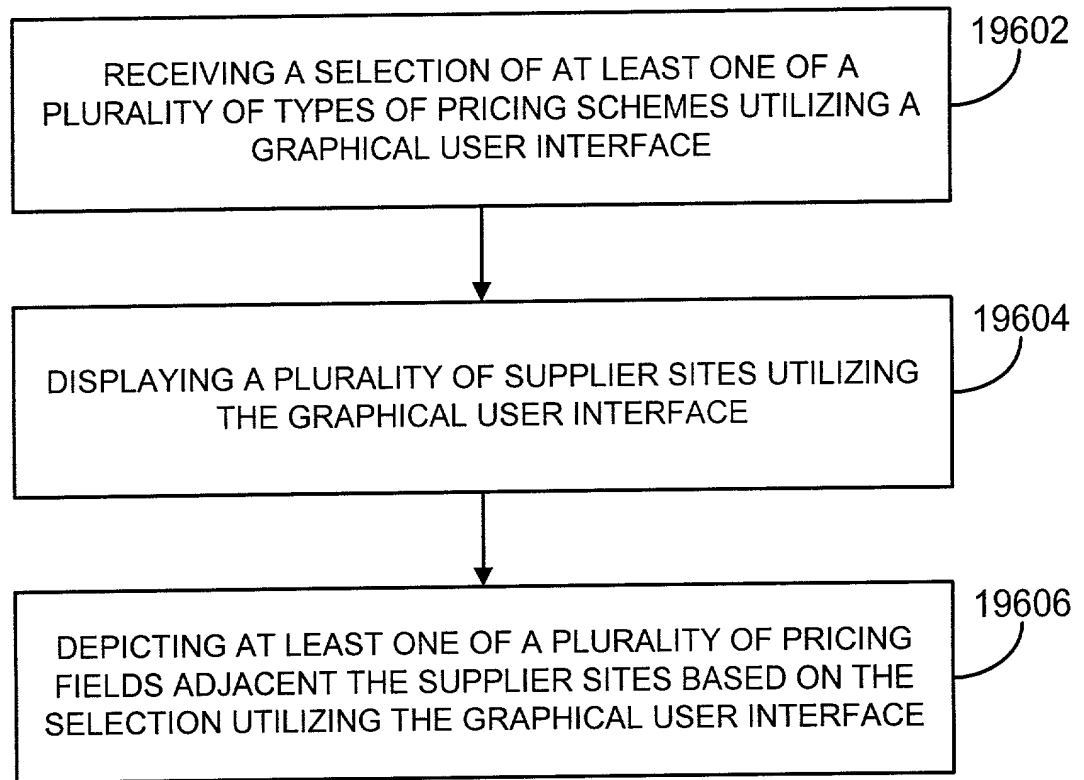 19602
RECEIVING A SELECTION OF AT LEAST ONE OF A
PLURALITY OF TYPES OF PRICING SCHEMES UTILIZING A
GRAPHICAL USER INTERFACE
19604
DISPLAYING A PLURALITY OF SUPPLIER SITES UTILIZING
THE GRAPHICAL USER INTERFACE
19606
DEPICTING AT LEAST ONE OF A PLURALITY OF PRICING
FIELDS ADJACENT THE SUPPLIER SITES BASED ON THE
SELECTION UTILIZING THE GRAPHICAL USER INTERFACE